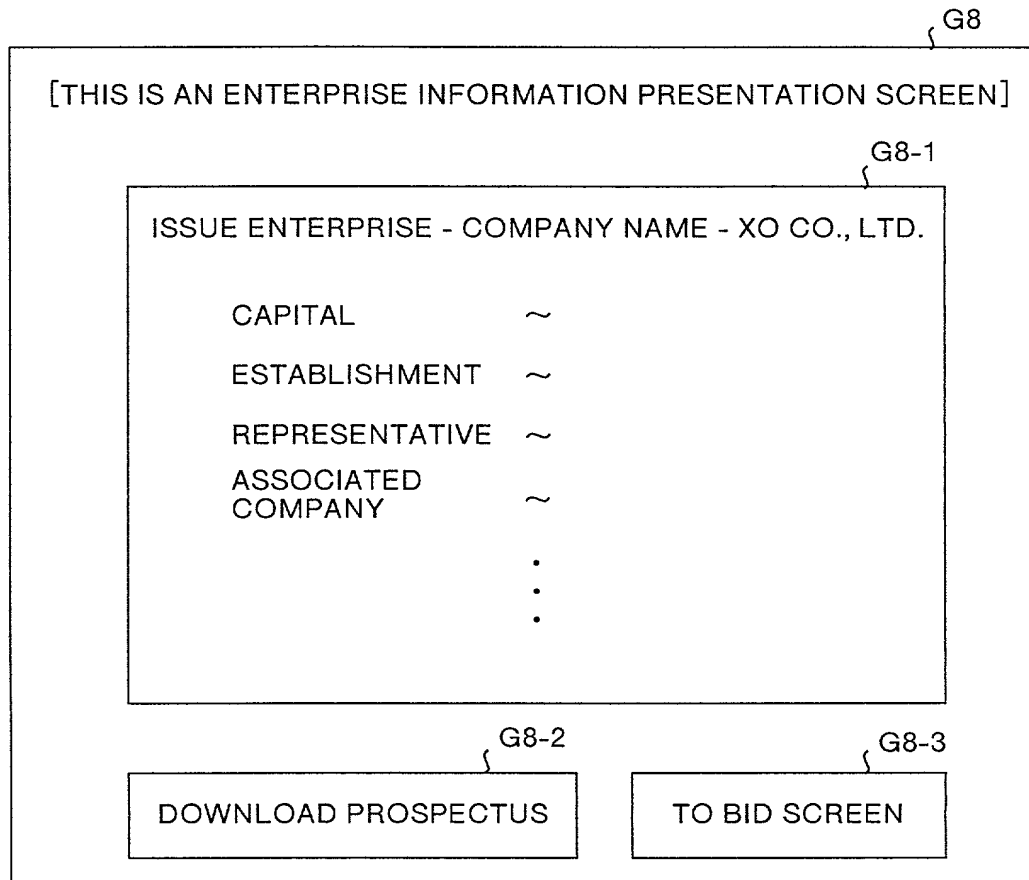 G8
[THIS IS AN ENTERPRISE INFORMATION PRESENTATION SCREEN]
G8-1
ISSUE ENTERPRISE - COMPANY NAME - XO CO., LTD.
CAPITAL ~
ESTABLISHMENT ~
REPRESENTATIVE ~
ASSOCIATED
COMPANY ~
G8-2
G8-3
DOWNLOAD PROSPECTUS
TO BID SCREEN